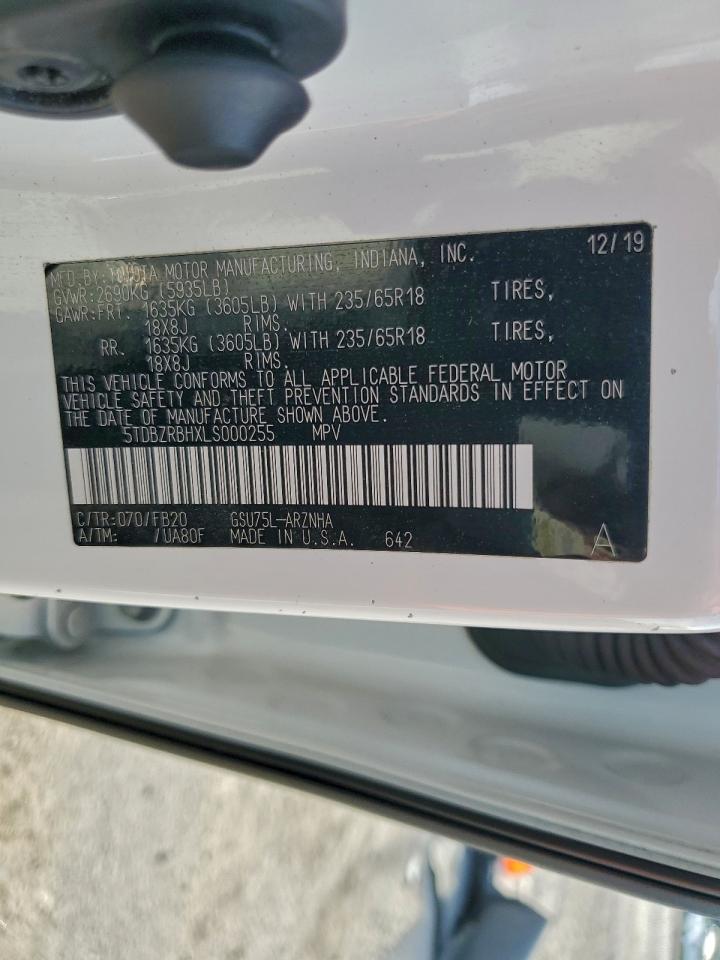 MFD.BY: TOYOTA MOTOR MANUFACTURING, INDIANA, INC. 12/19
GVWR: 2690KG (5935LB)
GAWR: FRT. 1635KG (3605LB) WITH 235/65R18 TIRES,
18X8J RIMS.
RR. 1635KG (3605LB) WITH 235/65R18 TIRES,
18X8J RIMS.
THIS VEHICLE CONFORMS TO ALL APPLICABLE FEDERAL MOTOR
VEHICLE SAFETY AND THEFT PREVENTION STANDARDS IN EFFECT ON
THE DATE OF MANUFACTURE SHOWN ABOVE.
5TDBZRBHXLS000255 MPV
C/TR: 070/FB20 GSU75L-ARZNHA
A/TM: /UA80F MADE IN U.S.A. 642 A